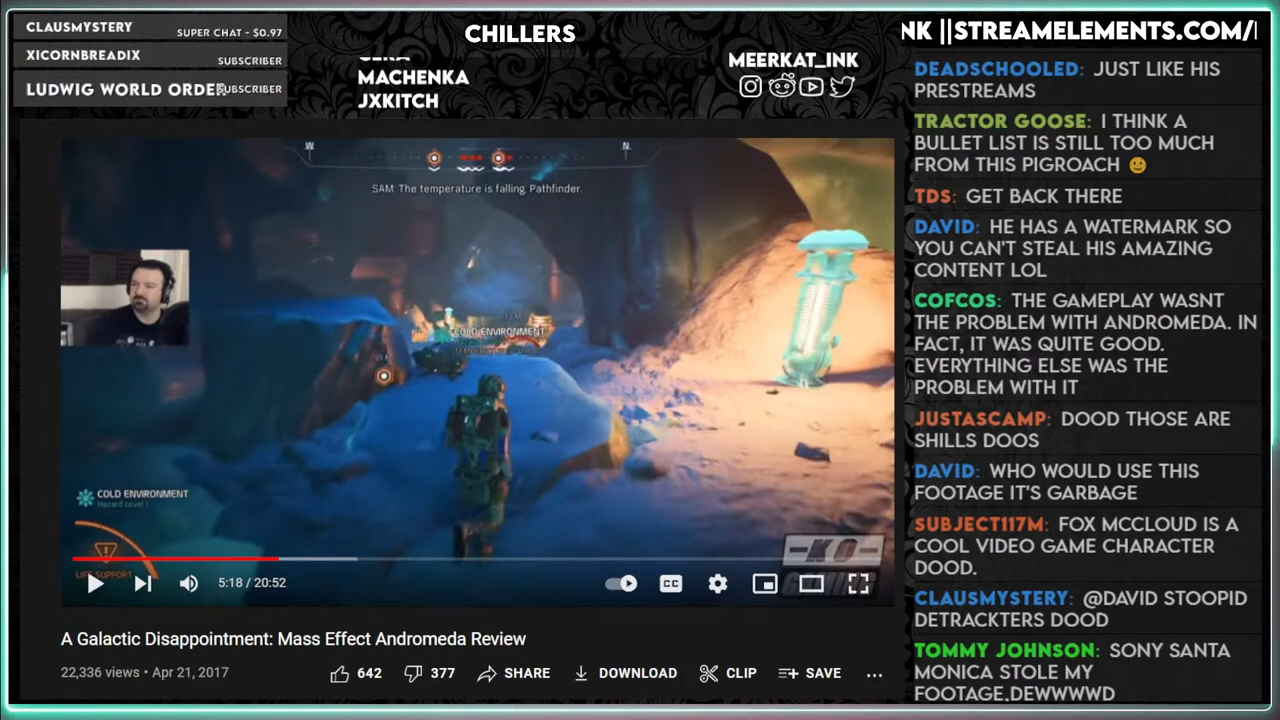 CLAUSMYSTERY SUPER CHAT - $0.97
XICORNBREADIX SUBSCRIBER
LUDWIG WORLD ORDER SUBSCRIBER
CHILLERS
MACHENKA
JXKITCH
MEERKAT_INK
NK ||STREAMELEMENTS.COM/
W
N
SAM: The temperature is falling, Pathfinder.
COLD ENVIRONMENT
COLD ENVIRONMENT
Hazard Level 1
LIFE SUPPORT
-KO-
GAMING
5:18 / 20:52
CC
A Galactic Disappointment: Mass Effect Andromeda Review
22,336 views • Apr 21, 2017
642 377 SHARE DOWNLOAD CLIP SAVE ...
DEADSCHOOLED: JUST LIKE HIS
PRESTREAMS
TRACTOR GOOSE: I THINK A
BULLET LIST IS STILL TOO MUCH
FROM THIS PIGROACH 🙂
TDS: GET BACK THERE
DAVID: HE HAS A WATERMARK SO
YOU CAN'T STEAL HIS AMAZING
CONTENT LOL
COFCOS: THE GAMEPLAY WASNT
THE PROBLEM WITH ANDROMEDA. IN
FACT, IT WAS QUITE GOOD.
EVERYTHING ELSE WAS THE
PROBLEM WITH IT
JUSTASCAMP: DOOD THOSE ARE
SHILLS DOOS
DAVID: WHO WOULD USE THIS
FOOTAGE IT'S GARBAGE
SUBJECT117M: FOX MCCLOUD IS A
COOL VIDEO GAME CHARACTER
DOOD.
CLAUSMYSTERY: @DAVID STOOPID
DETRACKTERS DOOD
TOMMY JOHNSON: SONY SANTA
MONICA STOLE MY
FOOTAGE,DEWWWWD